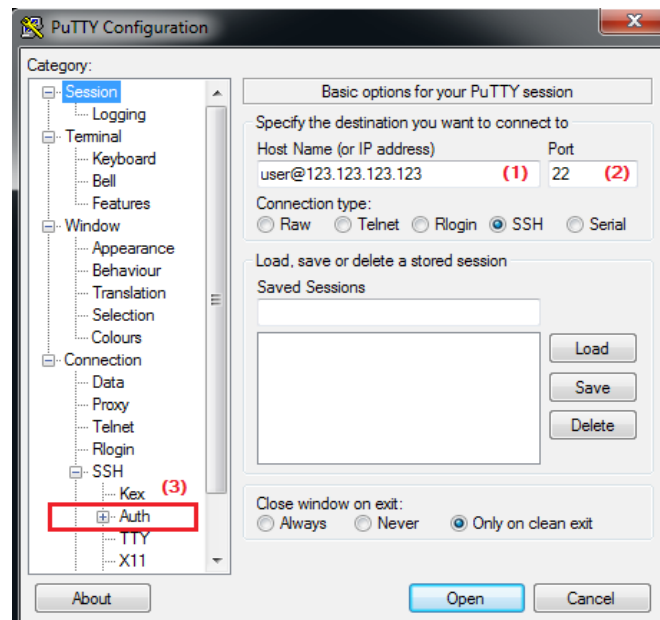 PuTTY Configuration
Category:
Session
Logging
Terminal
Keyboard
Bell
Features
Window
Appearance
Behaviour
Translation
Selection
Colours
Connection
Data
Proxy
Telnet
Rlogin
SSH
Kex (3)
Auth
TTY
X11
Basic options for your PuTTY session
Specify the destination you want to connect to
Host Name (or IP address) Port
user@123.123.123.123 (1) 22 (2)
Connection type:
Raw Telnet Rlogin SSH Serial
Load, save or delete a stored session
Saved Sessions
Load
Save
Delete
Close window on exit:
Always Never Only on clean exit
About Open Cancel